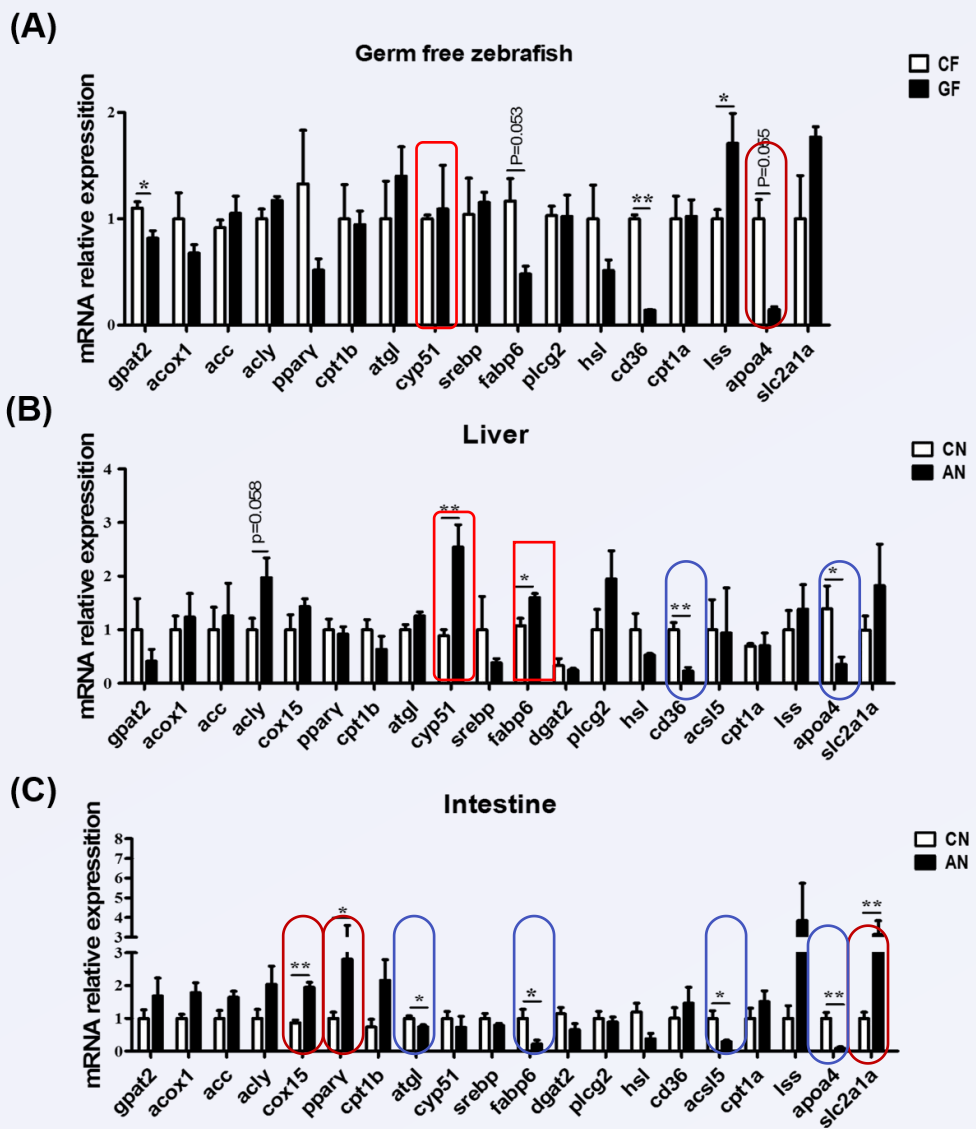 (A)
Germ free zebrafish
CF
GF
mRNA relative expressition
2
1
0
*
P=0.053
**
*
P=0.055
gpat2 acox1 acc acly pparγ cpt1b atgl cyp51 srebp fabp6 plcg2 hsl cd36 cpt1a lss apoa4 slc2a1a
(B)
Liver
CN
AN
mRNA relative expressition
4
3
2
1
0
p=0.058
**
*
**
*
gpat2 acox1 acc acly cox15 pparγ cpt1b atgl cyp51 srebp fabp6 dgat2 plcg2 hsl cd36 acsl5 cpt1a lss apoa4 slc2a1a
(C)
Intestine
CN
AN
mRNA relative expressition
8
7
6
5
4
3
3
2
1
0
**
*
*
*
*
**
**
gpat2 acox1 acc acly cox15 pparγ cpt1b atgl cyp51 srebp fabp6 dgat2 plcg2 hsl cd36 acsl5 cpt1a lss apoa4 slc2a1a